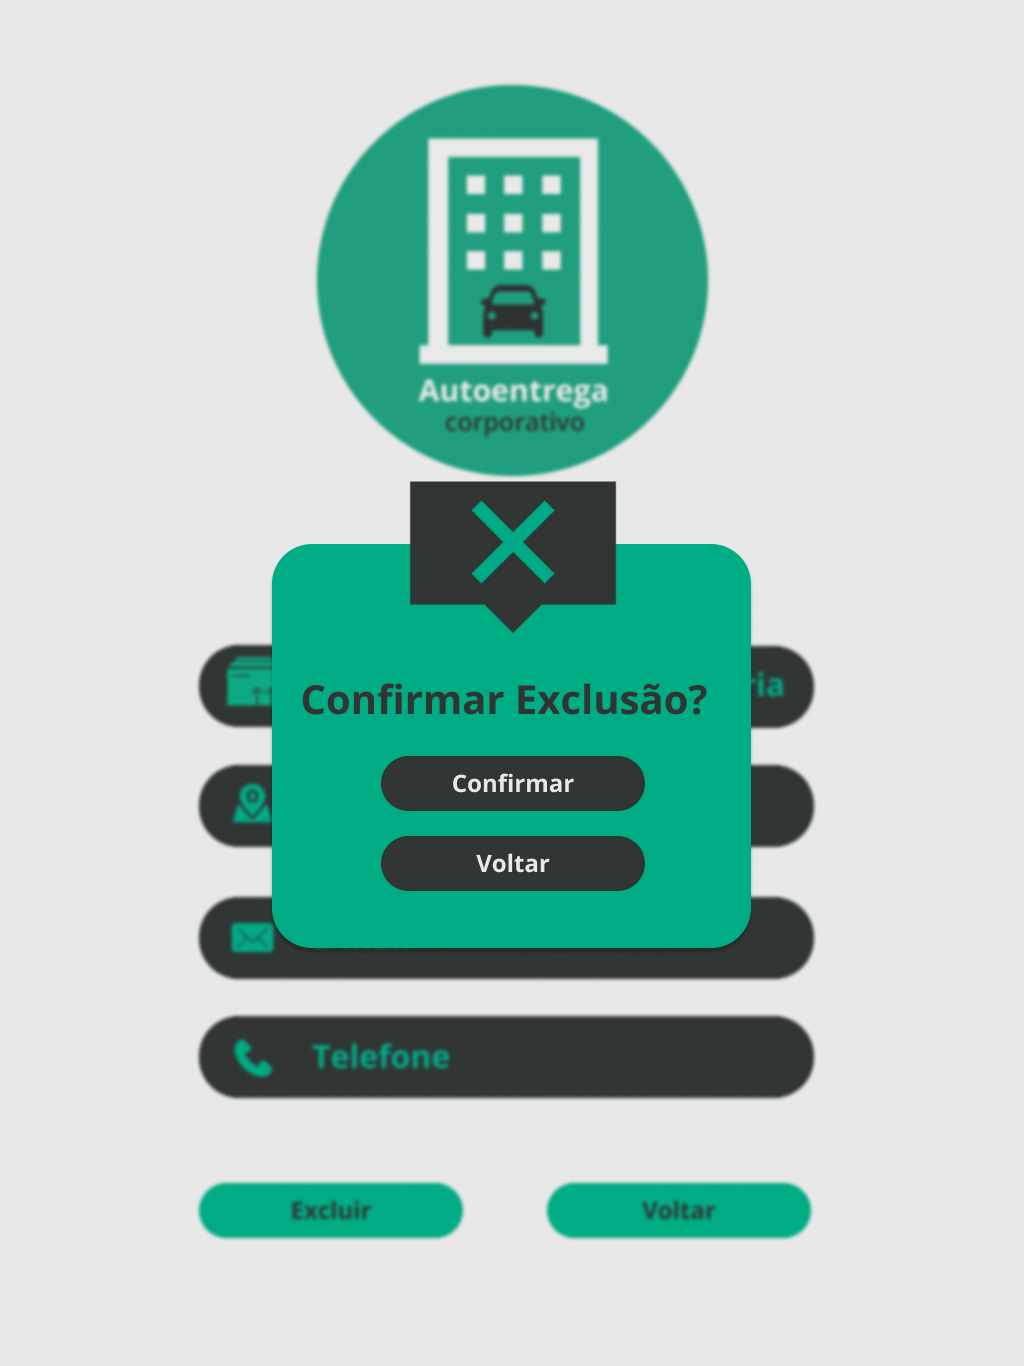 Autoentrega
corporativo
Confirmar Exclusão?
Confirmar
Voltar
Telefone
Excluir
Voltar